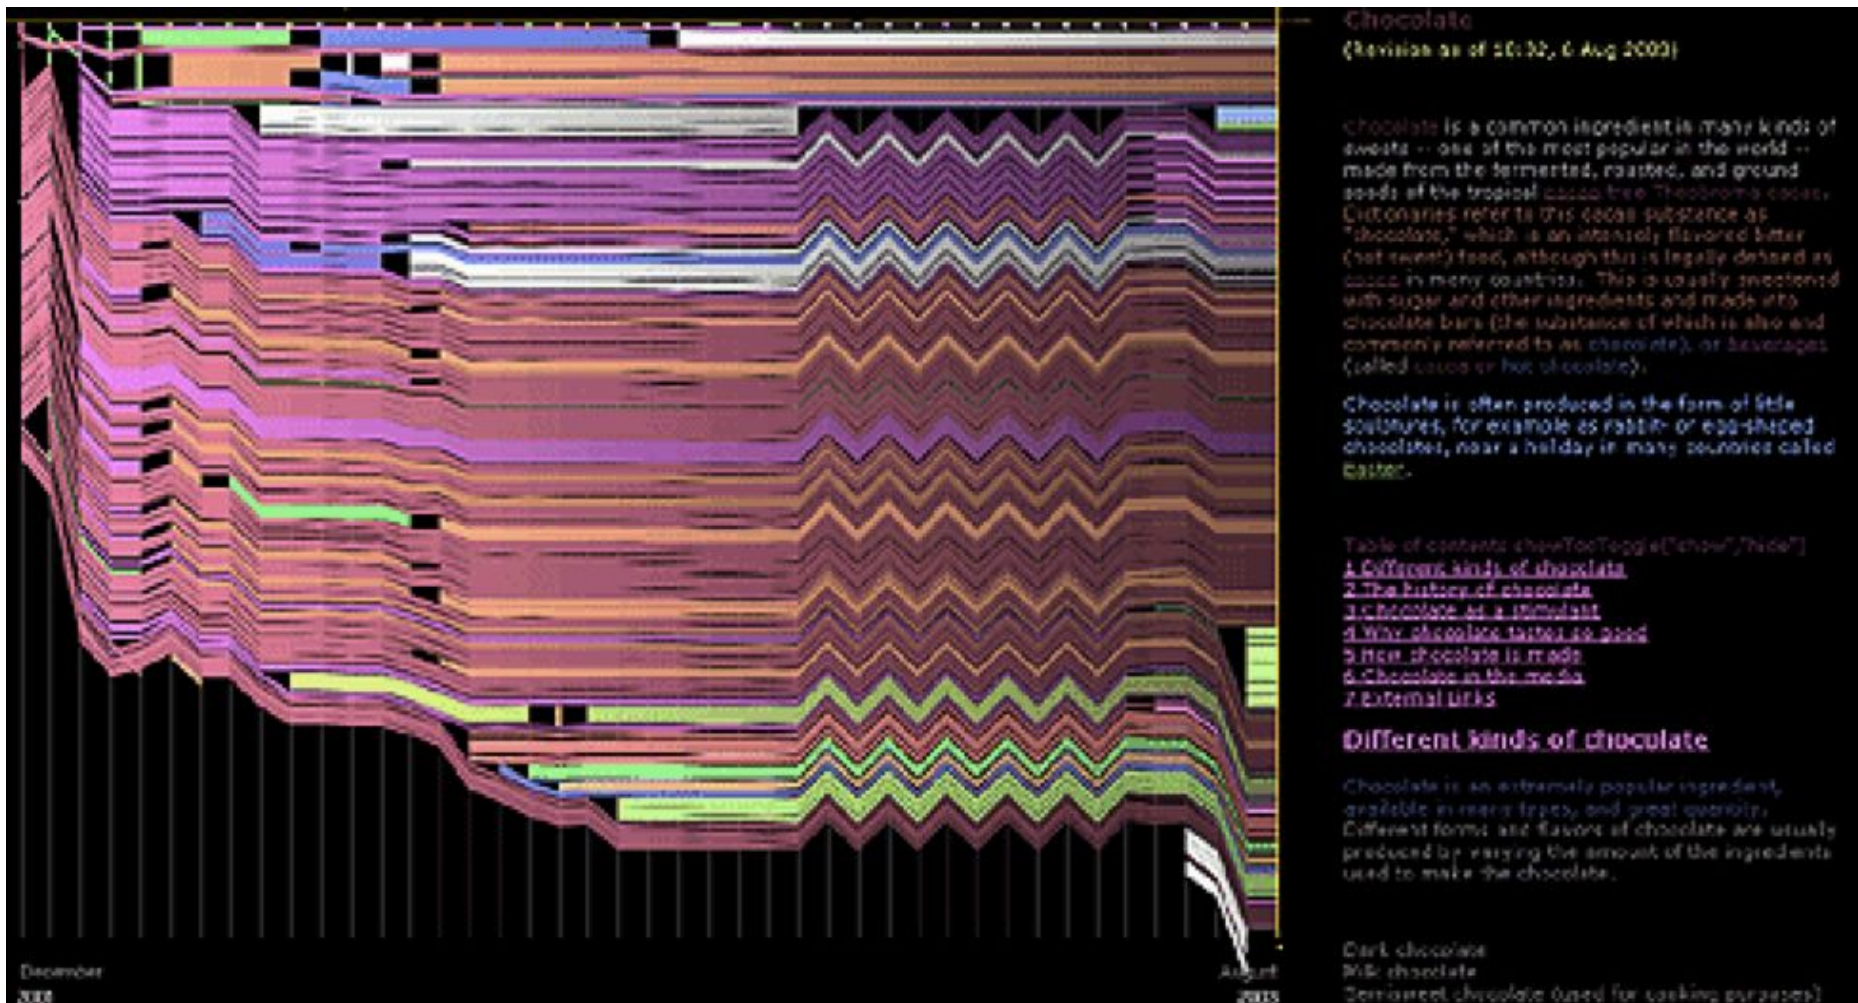 Chocolate
(Revision as of 10:32, 6 Aug 2003)
Chocolate is a common ingredient in many kinds of
sweets -- one of the most popular in the world --
made from the fermented, roasted, and ground
seeds of the tropical cacao tree Theobroma cacao.
Dictionaries refer to this cacao substance as
"chocolate," which is an intensely flavored bitter
(not sweet) food, although this is legally defined as
cocoa in many countries. This is usually sweetened
with sugar and other ingredients and made into
chocolate bars (the substance of which is also and
commonly referred to as chocolate), or beverages
(called cocoa or hot chocolate).
Chocolate is often produced in the form of little
sculptures, for example as rabbit- or egg-shaped
chocolates, near a holiday in many countries called
Easter.
Table of contents showTocToggle("show","hide")
1 Different kinds of chocolate
2 The history of chocolate
3 Chocolate as a stimulant
4 Why chocolate tastes so good
5 How chocolate is made
6 Chocolate in the media
7 External Links
Different kinds of chocolate
Chocolate is an extremely popular ingredient,
available in many types, and great quantity.
Different forms and flavors of chocolate are usually
produced by varying the amount of the ingredients
used to make the chocolate.
Dark chocolate
Milk chocolate
Semisweet chocolate (used for cooking purposes)
December
August
2003